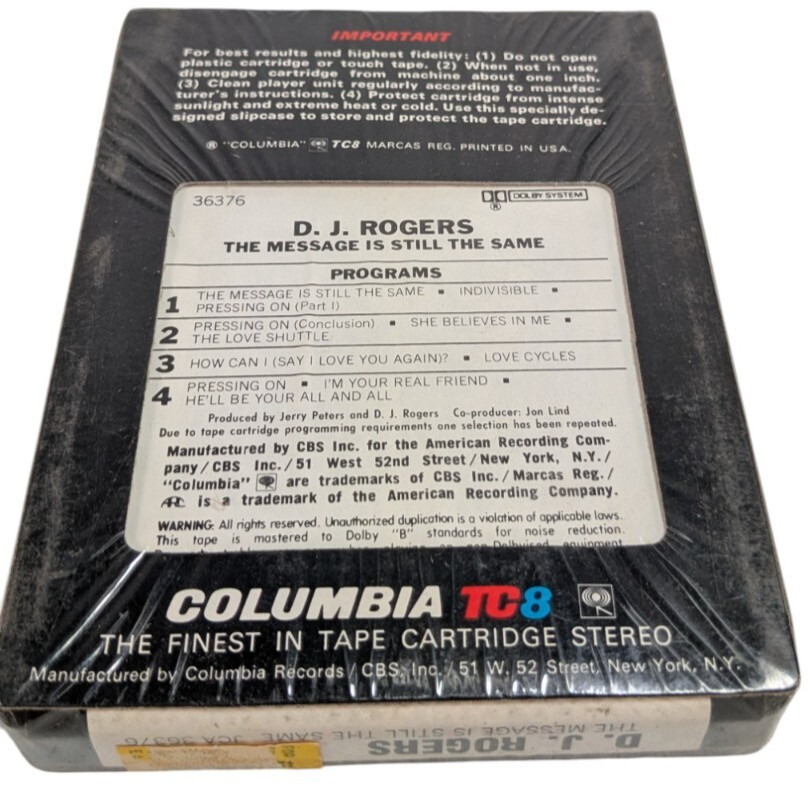 IMPORTANT
For best results and highest fidelity: (1) Do not open
plastic cartridge or touch tape. (2) When not in use,
disengage cartridge from machine about one inch.
(3) Clean player unit regularly according to manufac-
turer's instructions. (4) Protect cartridge from intense
sunlight and extreme heat or cold. Use this specially de-
signed slipcase to store and protect the tape cartridge.
® "COLUMBIA" TC8 MARCAS REG. PRINTED IN USA.
36376 DOLBY SYSTEM
®
D. J. ROGERS
THE MESSAGE IS STILL THE SAME
PROGRAMS
1 THE MESSAGE IS STILL THE SAME ▪ INDIVISIBLE ▪
PRESSING ON (Part I)
2 PRESSING ON (Conclusion) ▪ SHE BELIEVES IN ME ▪
THE LOVE SHUTTLE
3 HOW CAN I (SAY I LOVE YOU AGAIN)? ▪ LOVE CYCLES
4 PRESSING ON ▪ I'M YOUR REAL FRIEND ▪
HE'LL BE YOUR ALL AND ALL
Produced by Jerry Peters and D. J. Rogers Co-producer: Jon Lind
Due to tape cartridge programming requirements one selection has been repeated.
Manufactured by CBS Inc. for the American Recording Com-
pany/CBS Inc./51 West 52nd Street/New York, N.Y./
"Columbia" are trademarks of CBS Inc./Marcas Reg./
ARC is a trademark of the American Recording Company.
WARNING: All rights reserved. Unauthorized duplication is a violation of applicable laws.
This tape is mastered to Dolby "B" standards for noise reduction.
COLUMBIA TC8
THE FINEST IN TAPE CARTRIDGE STEREO
Manufactured by Columbia Records / CBS, Inc. / 51 W. 52 Street, New York, N.Y.
D. J. ROGERS
THE MESSAGE IS STILL THE SAME JCA 36376